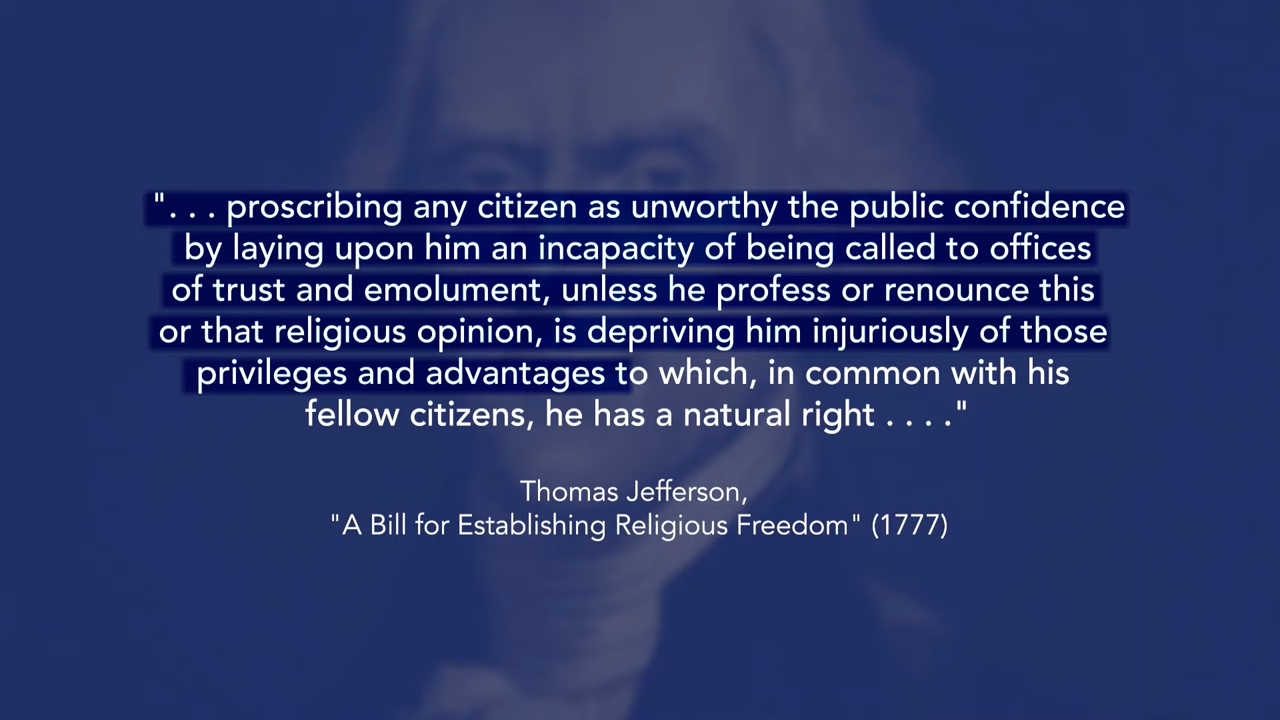 ". . . proscribing any citizen as unworthy the public confidence
by laying upon him an incapacity of being called to offices
of trust and emolument, unless he profess or renounce this
or that religious opinion, is depriving him injuriously of those
privileges and advantages to which, in common with his
fellow citizens, he has a natural right . . . ."
Thomas Jefferson,
"A Bill for Establishing Religious Freedom" (1777)